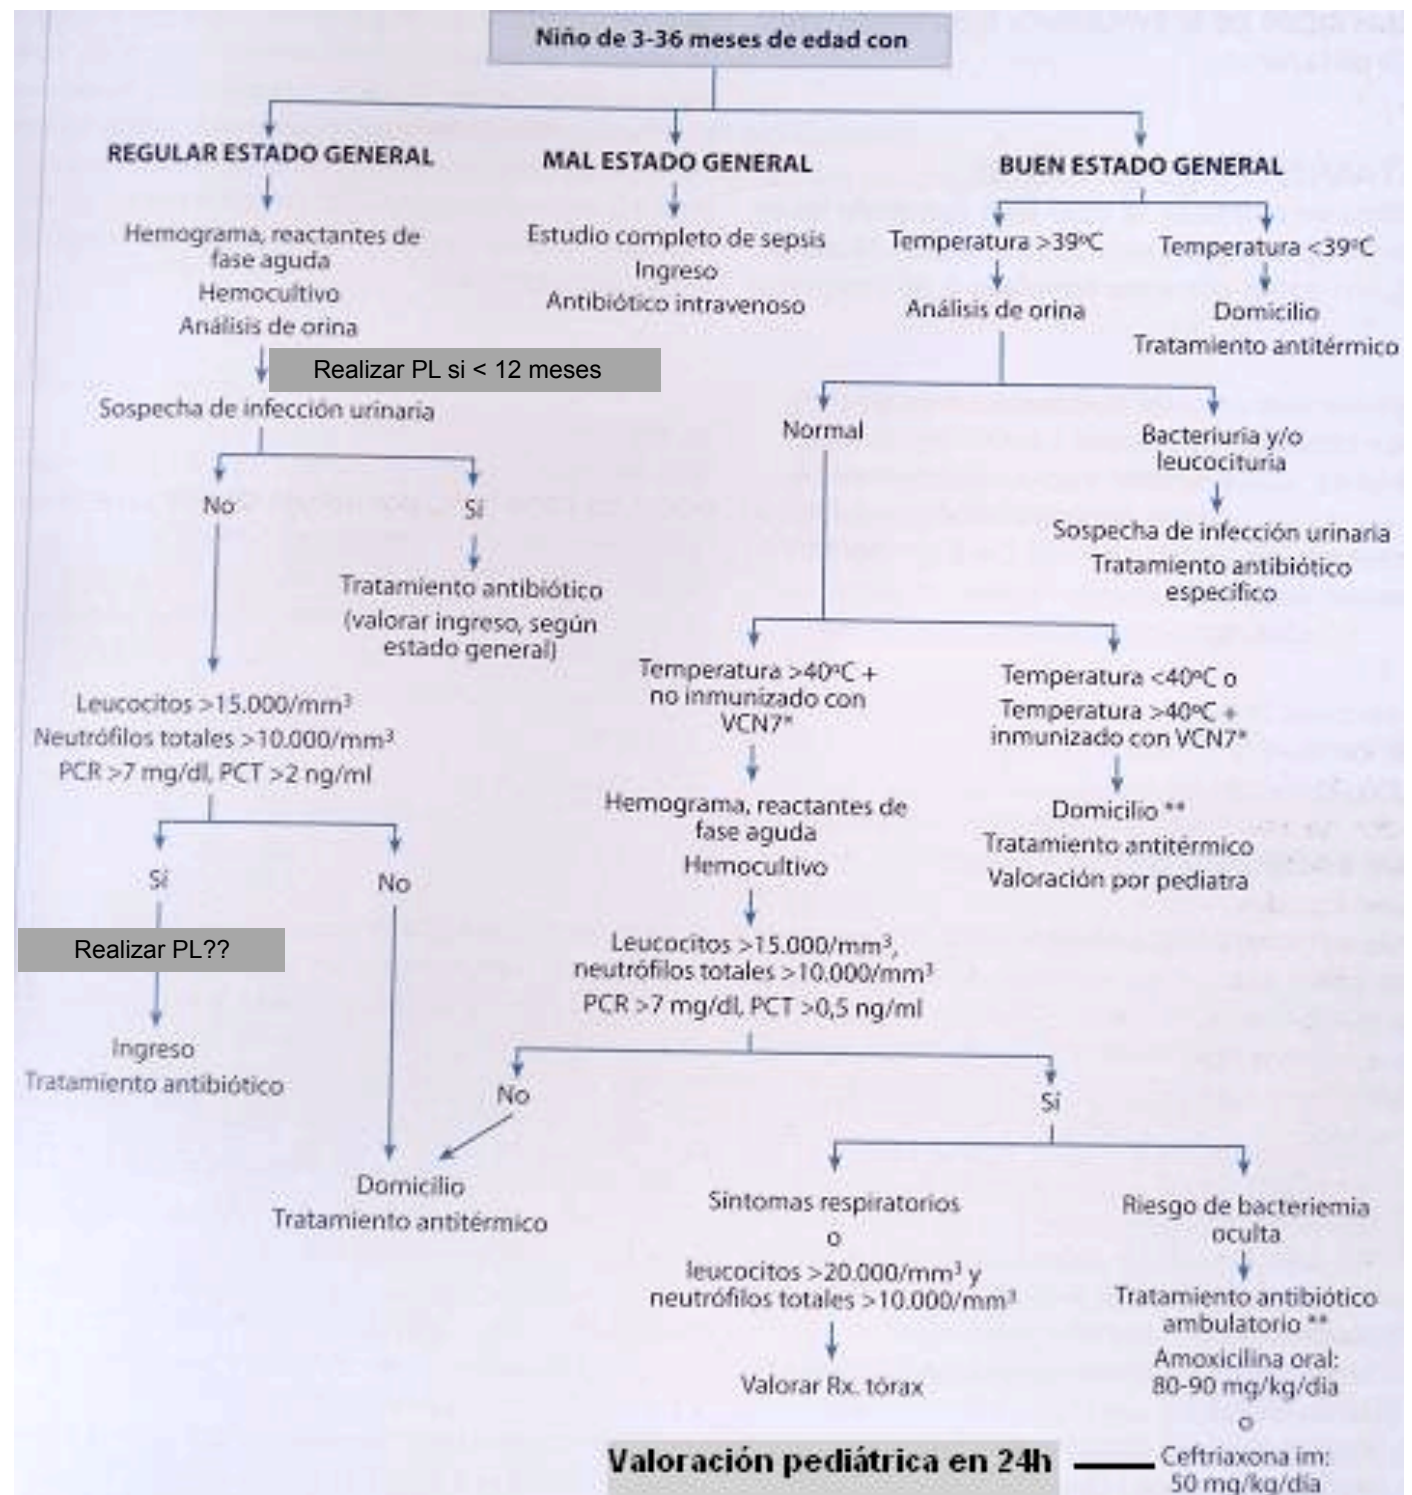 Niño de 3-36 meses de edad con
REGULAR ESTADO GENERAL
Hemograma, reactantes de
fase aguda
Hemocultivo
Análisis de orina
Realizar PL si < 12 meses
Sospecha de infección urinaria
No
Sí
Tratamiento antibiótico
(valorar ingreso, según
estado general)
Leucocitos >15.000/mm³
Neutrófilos totales >10.000/mm³
PCR >7 mg/dl, PCT >2 ng/ml
Sí
No
Realizar PL??
Ingreso
Tratamiento antibiótico
MAL ESTADO GENERAL
Estudio completo de sepsis
Ingreso
Antibiótico intravenoso
BUEN ESTADO GENERAL
Temperatura >39ºC
Temperatura <39ºC
Análisis de orina
Domicilio
Tratamiento antitérmico
Normal
Bacteriuria y/o
leucocituria
Sospecha de infección urinaria
Tratamiento antibiótico
específico
Temperatura >40ºC +
no inmunizado con
VCN7*
Temperatura <40ºC o
Temperatura >40ºC +
inmunizado con VCN7*
Hemograma, reactantes de
fase aguda
Hemocultivo
Domicilio **
Tratamiento antitérmico
Valoración por pediatra
Leucocitos >15.000/mm³,
neutrófilos totales >10.000/mm³
PCR >7 mg/dl, PCT >0,5 ng/ml
No
Sí
Domicilio
Tratamiento antitérmico
Síntomas respiratorios
o
leucocitos >20.000/mm³ y
neutrófilos totales >10.000/mm³
Valorar Rx. tórax
Riesgo de bacteriemia
oculta
Tratamiento antibiótico
ambulatorio **
Amoxicilina oral:
80-90 mg/kg/día
o
Ceftriaxona im:
50 mg/kg/día
Valoración pediátrica en 24h